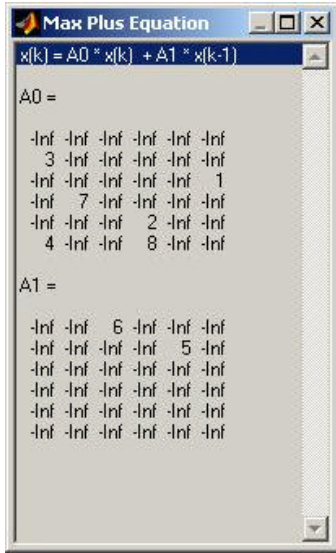 Max Plus Equation
x(k) = A0 * x(k) + A1 * x(k-1)
A0 =
-Inf -Inf -Inf -Inf -Inf -Inf
3 -Inf -Inf -Inf -Inf -Inf
-Inf -Inf -Inf -Inf -Inf 1
-Inf 7 -Inf -Inf -Inf -Inf
-Inf -Inf -Inf 2 -Inf -Inf
4 -Inf -Inf 8 -Inf -Inf
A1 =
-Inf -Inf 6 -Inf -Inf -Inf
-Inf -Inf -Inf -Inf 5 -Inf
-Inf -Inf -Inf -Inf -Inf -Inf
-Inf -Inf -Inf -Inf -Inf -Inf
-Inf -Inf -Inf -Inf -Inf -Inf
-Inf -Inf -Inf -Inf -Inf -Inf